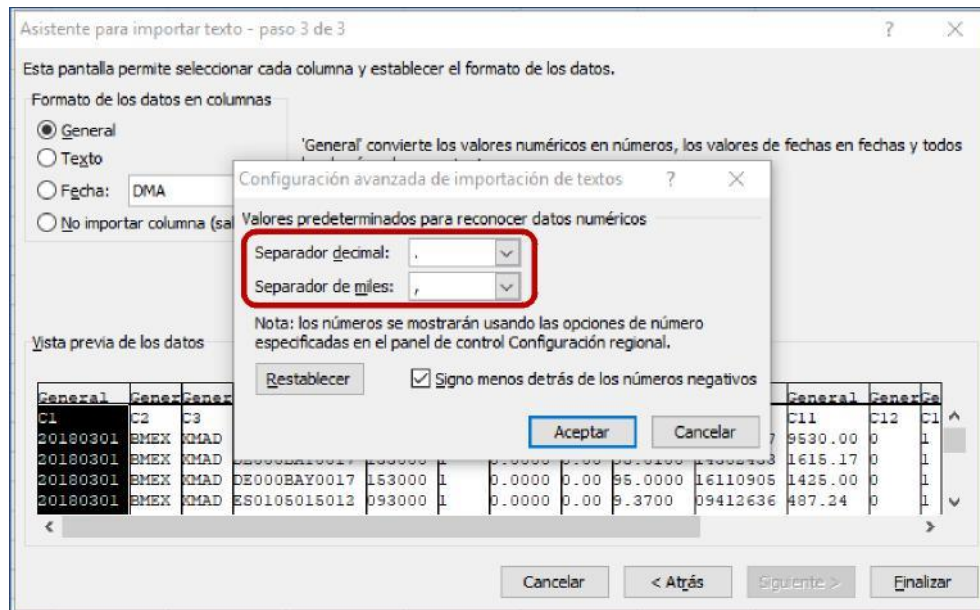 Asistente para importar texto - paso 3 de 3 ?
Esta pantalla permite seleccionar cada columna y establecer el formato de los datos.
Formato de los datos en columnas
General
Texto
Fecha: DMA
No importar columna (sal
'General' convierte los valores numéricos en números, los valores de fechas en fechas y todos
Configuración avanzada de importación de textos ?
Valores predeterminados para reconocer datos numéricos
Separador decimal: .
Separador de miles: ,
Nota: los números se mostrarán usando las opciones de número
especificadas en el panel de control Configuración regional.
Restablecer
Signo menos detrás de los números negativos
Aceptar
Cancelar
Vista previa de los datos
General Gener Gener General Gener Ge
C1 C2 C3 C11 C12 C1
20180301 BMEX XMAD 7 9530.00 0 1
20180301 BMEX XMAD 1615.17 0 1
20180301 BMEX XMAD DE000BAY0017 153000 1 0.0000 0.00 95.0000 16110905 1425.00 0 1
20180301 BMEX XMAD ES0105015012 093000 1 0.0000 0.00 9.3700 09412636 487.24 0 1
Cancelar
< Atrás
Siguiente >
Finalizar